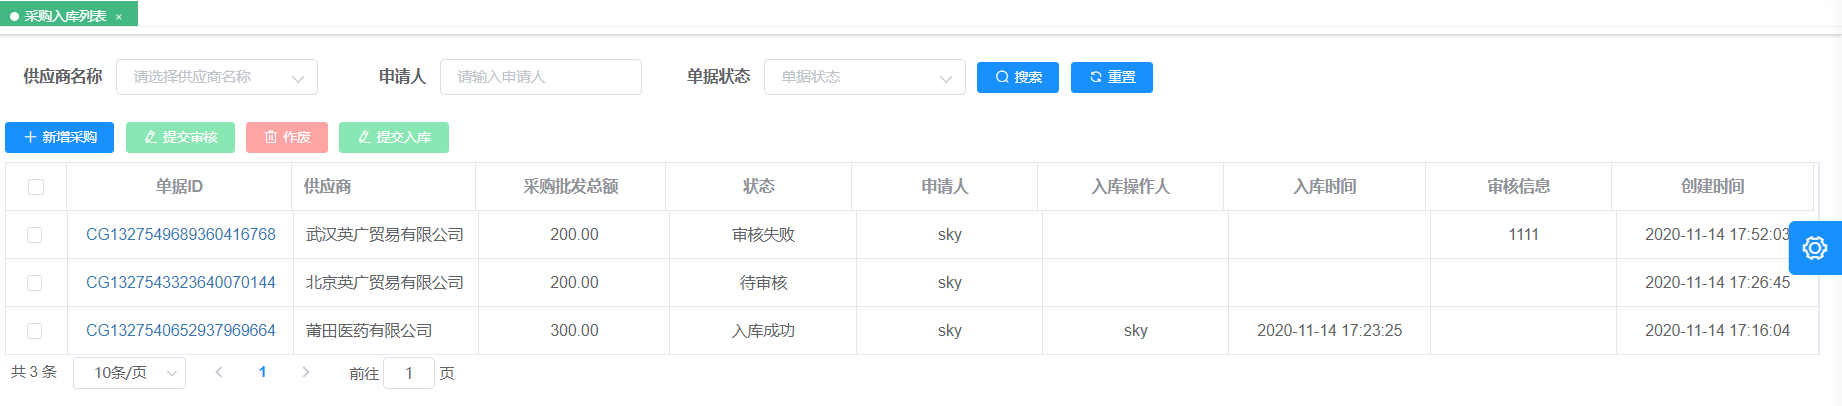 采购入库列表 ×
供应商名称 请选择供应商名称 申请人 请输入申请人 单据状态 单据状态 搜索 重置
新增采购 提交审核 作废 提交入库
单据ID 供应商 采购批发总额 状态 申请人 入库操作人 入库时间 审核信息 创建时间
CG1327549689360416768 武汉英广贸易有限公司 200.00 审核失败 sky 1111 2020-11-14 17:52:03
CG1327543323640070144 北京英广贸易有限公司 200.00 待审核 sky 2020-11-14 17:26:45
CG1327540652937969664 莆田医药有限公司 300.00 入库成功 sky sky 2020-11-14 17:23:25 2020-11-14 17:16:04
共 3 条 10条/页 1 前往 1 页